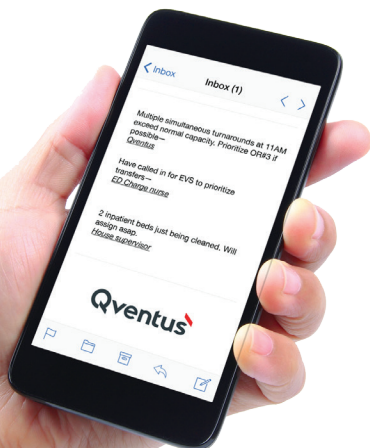 Inbox
Inbox (1)
Multiple simultaneous turnarounds at 11AM
exceed normal capacity. Prioritize OR#3 if
possible—
Qventus
Have called in for EVS to prioritize
transfers—
ED Charge nurse
2 inpatient beds just being cleaned. Will
assign asap.
House supervisor
Qventus